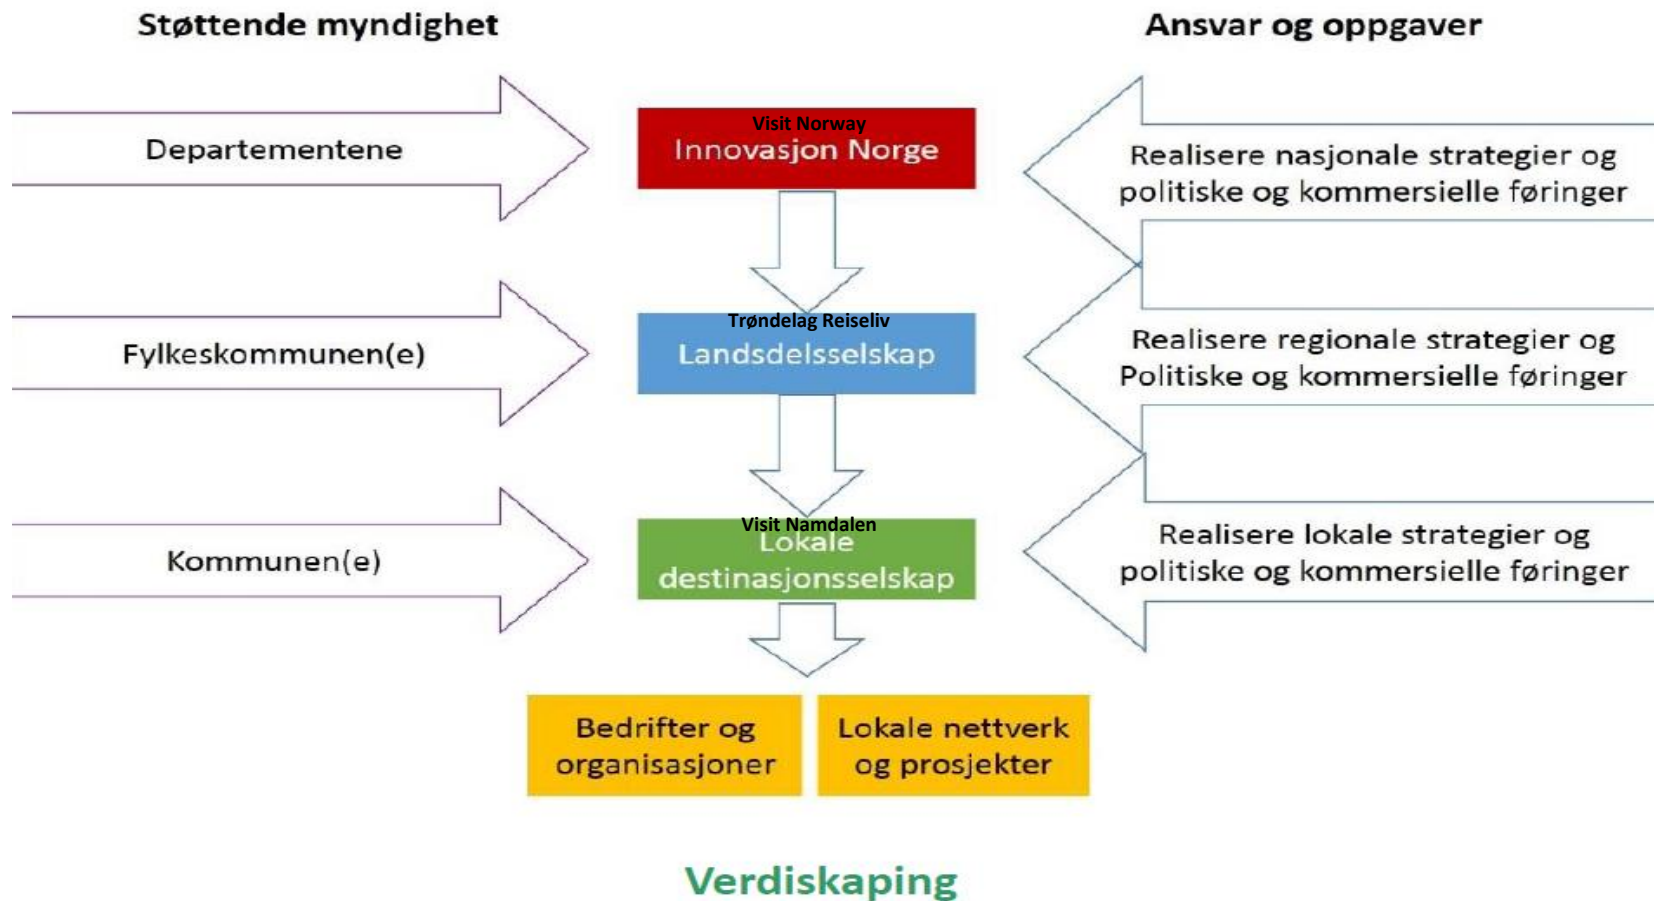 Støttende myndighet
Ansvar og oppgaver
Departementene
Visit Norway
Innovasjon Norge
Realisere nasjonale strategier og
politiske og kommersielle føringer
Fylkeskommunen(e)
Trøndelag Reiseliv
Landsdelsselskap
Realisere regionale strategier og
Politiske og kommersielle føringer
Kommunen(e)
Visit Namdalen
Lokale
destinasjonsselskap
Realisere lokale strategier og
politiske og kommersielle føringer
Bedrifter og
organisasjoner
Lokale nettverk
og prosjekter
Verdiskaping